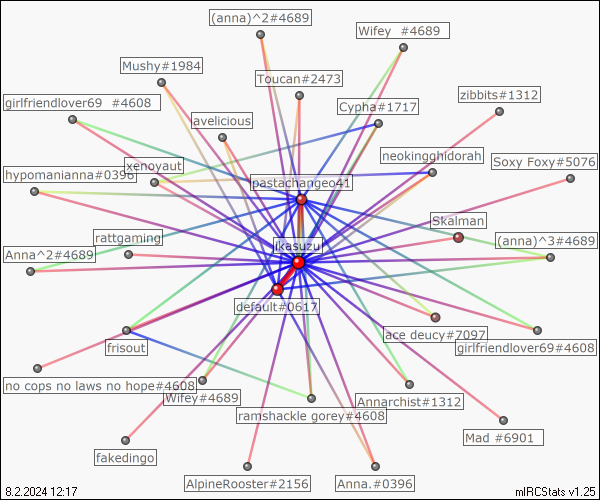 (anna)^2#4689
Wifey  #4689
Mushy#1984
Toucan#2473
zibbits#1312
girlfriendlover69  #4608
Cypha#1717
avelicious
neokingghidorah
xenoyaut
Soxy Foxy#5076
hypomanianna#0396
pastachangeo41
Skalman
rattgaming
jkasuzu
(anna)^3#4689
Anna^2#4689
default#0617
ace deucy#7097
frisout
girlfriendlover69#4608
no cops no laws no hope#4608
Wifey#4689
Annarchist#1312
ramshackle gorey#4608
Mad #6901
fakedingo
AlpineRooster#2156
Anna.#0396
8.2.2024 12:17
mIRCStats v1.25